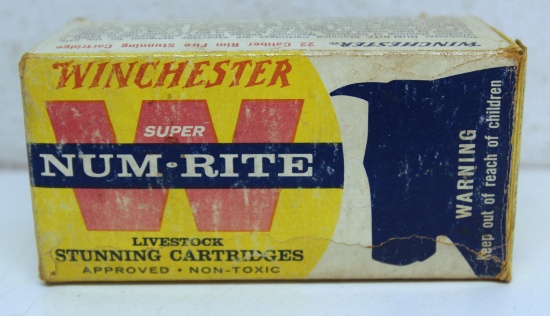 WINCHESTER
22 Caliber Rim Fire Stunning Cartridge
WINCHESTER
SUPER
NUM-RITE
LIVESTOCK
STUNNING CARTRIDGES
APPROVED • NON-TOXIC
WARNING
Keep out of reach of children